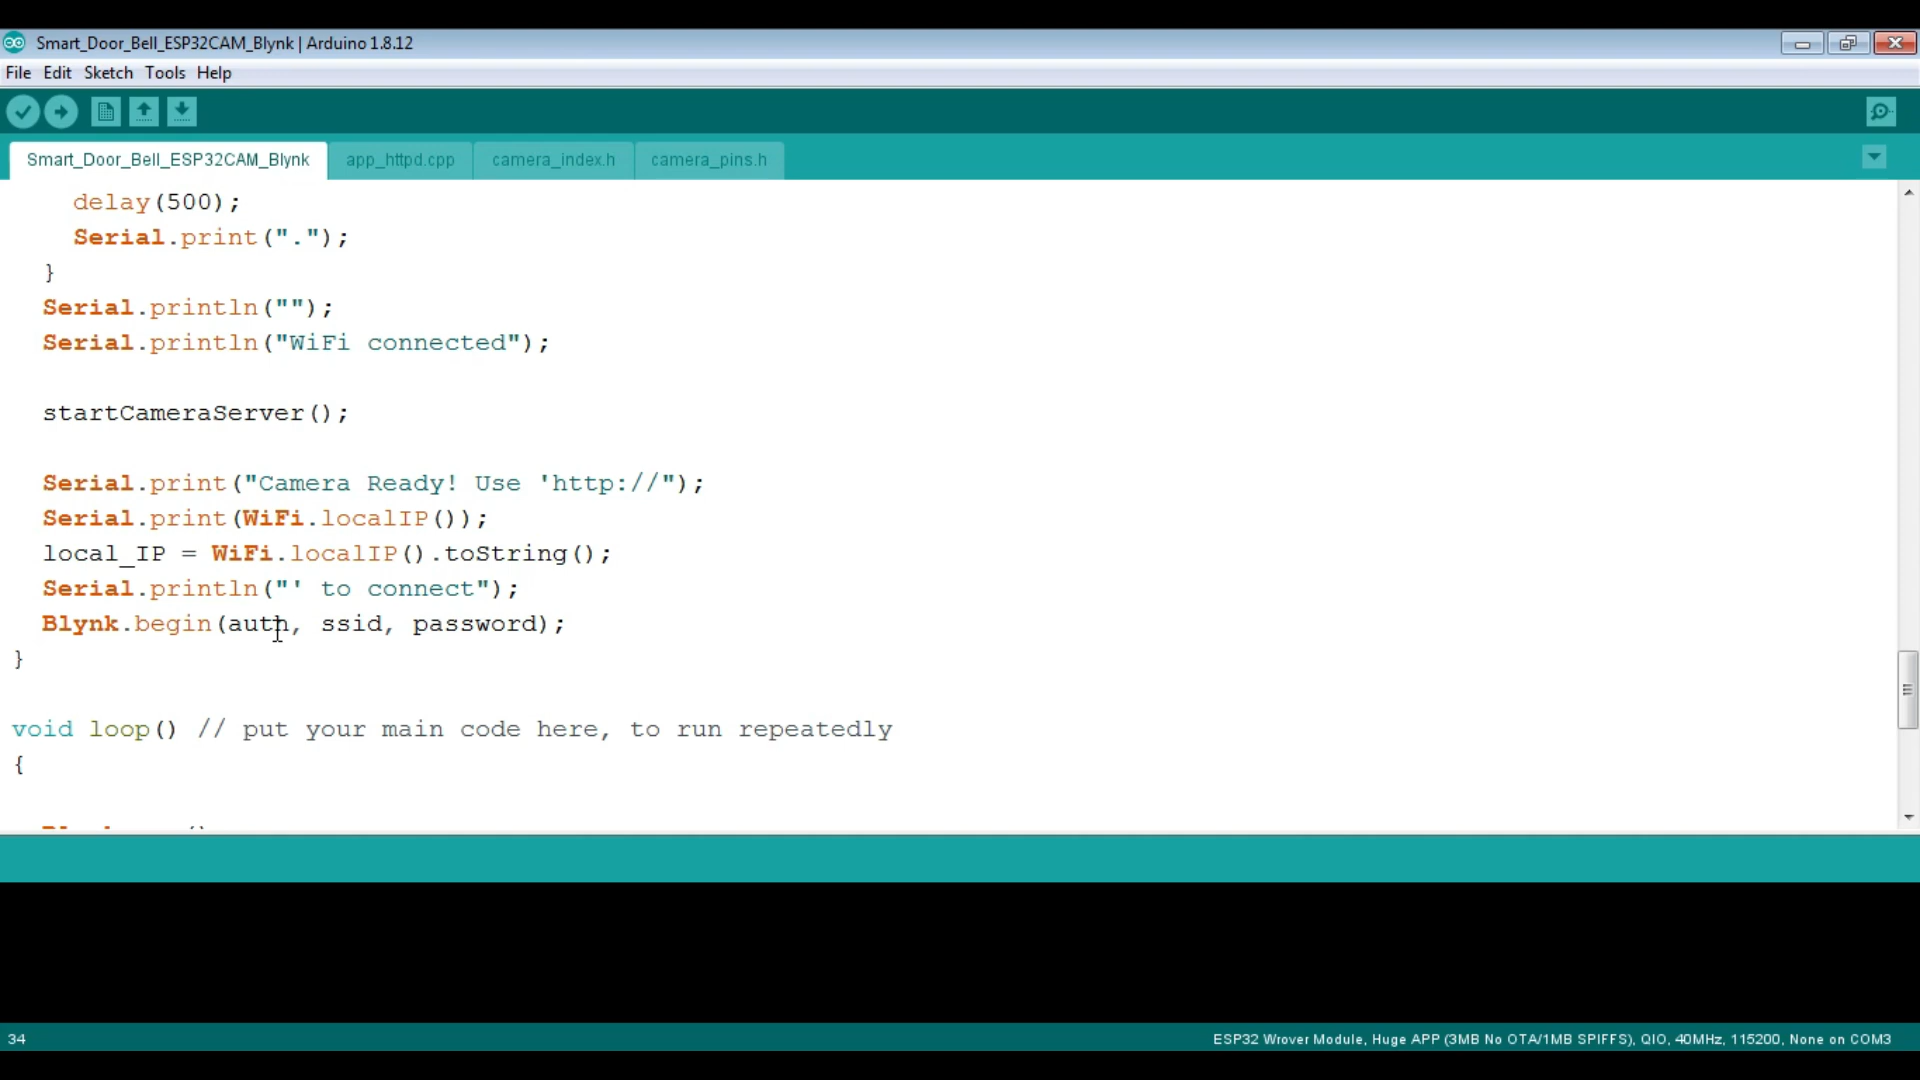 Smart_Door_Bell_ESP32CAM_Blynk | Arduino 1.8.12
File Edit Sketch Tools Help
Smart_Door_Bell_ESP32CAM_Blynk app_httpd.cpp camera_index.h camera_pins.h
delay(500);
Serial.print(".");
}
Serial.println("");
Serial.println("WiFi connected");
startCameraServer();
Serial.print("Camera Ready! Use 'http://");
Serial.print(WiFi.localIP());
local_IP = WiFi.localIP().toString();
Serial.println("' to connect");
Blynk.begin(auth, ssid, password);
}
void loop() // put your main code here, to run repeatedly
{
34 ESP32 Wrover Module, Huge APP (3MB No OTA/1MB SPIFFS), QIO, 40MHz, 115200, None on COM3